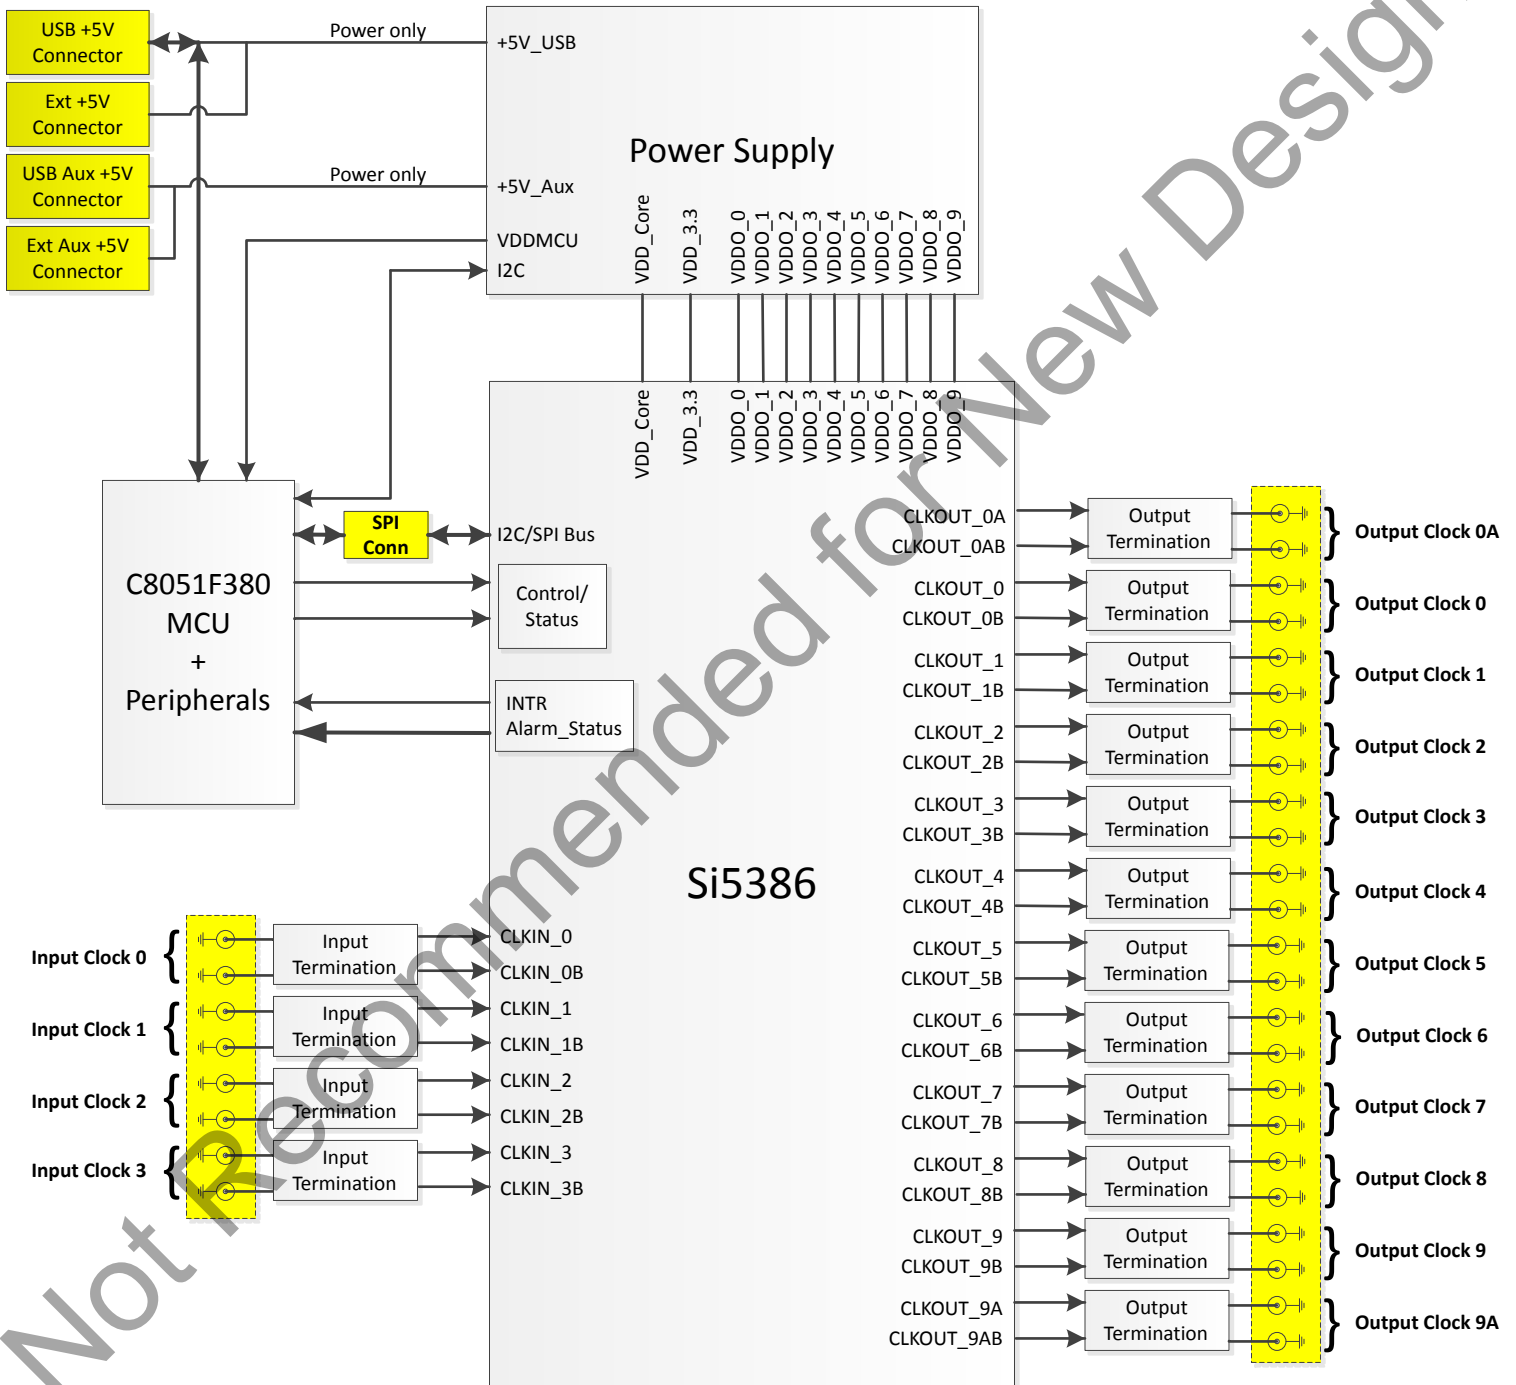 USB +5V
Connector
Ext +5V
Connector
USB Aux +5V
Connector
Ext Aux +5V
Connector
Power only
Power only
+5V_USB
Power Supply
+5V_Aux
VDDMCU
I2C
VDD_Core
VDD_3.3
VDDO_0
VDDO_1
VDDO_2
VDDO_3
VDDO_4
VDDO_5
VDDO_6
VDDO_7
VDDO_8
VDDO_9
VDD_Core
VDD_3.3
VDDO_0
VDDO_1
VDDO_2
VDDO_3
VDDO_4
VDDO_5
VDDO_6
VDDO_7
VDDO_8
VDDO_9
C8051F380
MCU
+
Peripherals
SPI
Conn
I2C/SPI Bus
Control/
Status
INTR
Alarm_Status
Si5386
Input Clock 0
Input Clock 1
Input Clock 2
Input Clock 3
Input
Termination
Input
Termination
Input
Termination
Input
Termination
CLKIN_0
CLKIN_0B
CLKIN_1
CLKIN_1B
CLKIN_2
CLKIN_2B
CLKIN_3
CLKIN_3B
CLKOUT_0A
CLKOUT_0AB
CLKOUT_0
CLKOUT_0B
CLKOUT_1
CLKOUT_1B
CLKOUT_2
CLKOUT_2B
CLKOUT_3
CLKOUT_3B
CLKOUT_4
CLKOUT_4B
CLKOUT_5
CLKOUT_5B
CLKOUT_6
CLKOUT_6B
CLKOUT_7
CLKOUT_7B
CLKOUT_8
CLKOUT_8B
CLKOUT_9
CLKOUT_9B
CLKOUT_9A
CLKOUT_9AB
Output
Termination
Output
Termination
Output
Termination
Output
Termination
Output
Termination
Output
Termination
Output
Termination
Output
Termination
Output
Termination
Output
Termination
Output
Termination
Output
Termination
Output Clock 0A
Output Clock 0
Output Clock 1
Output Clock 2
Output Clock 3
Output Clock 4
Output Clock 5
Output Clock 6
Output Clock 7
Output Clock 8
Output Clock 9
Output Clock 9A
Not Recommended for New Design